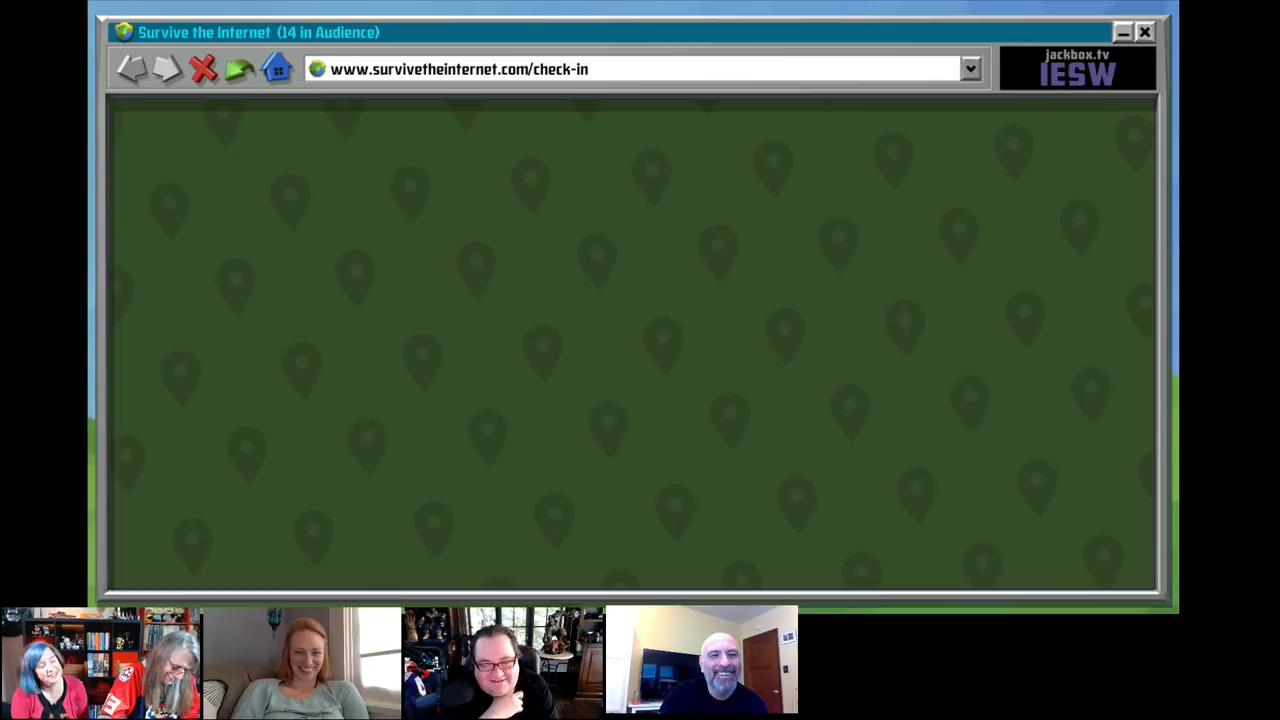 Survive the Internet (14 in Audience)
www.survivetheinternet.com/check-in
jackbox.tv
IESW